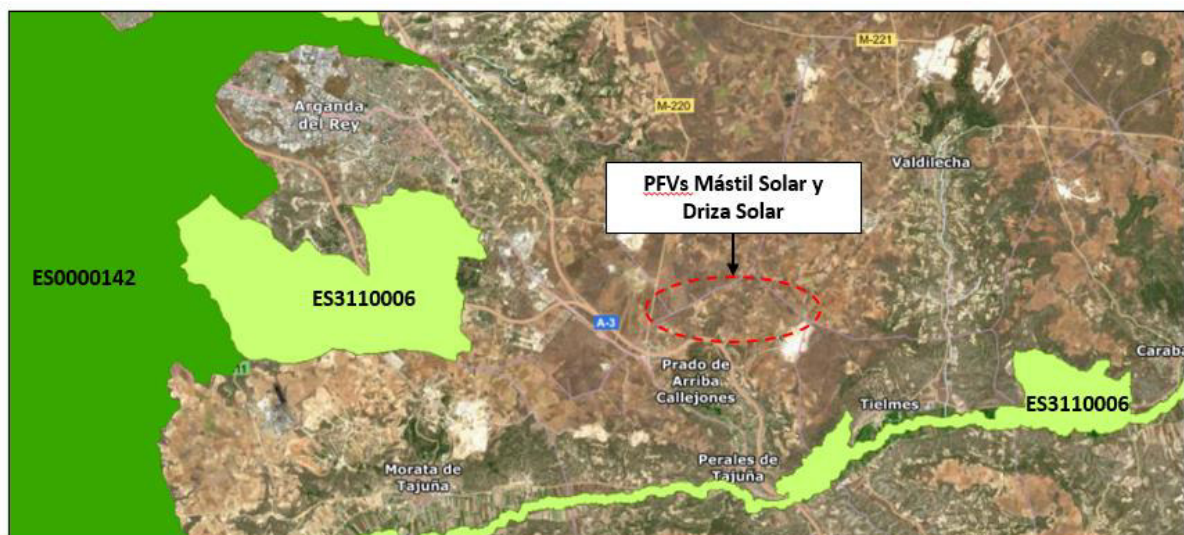 M-221
Arganda
del Rey
M-220
Valdilecha
PFVs Mástil Solar y
Driza Solar
ES0000142
ES3110006
A-3
Prado de
Arriba
Callejones
Caraba
Tielmes
ES3110006
Morata de
Tajuña
Perales de
Tajuña